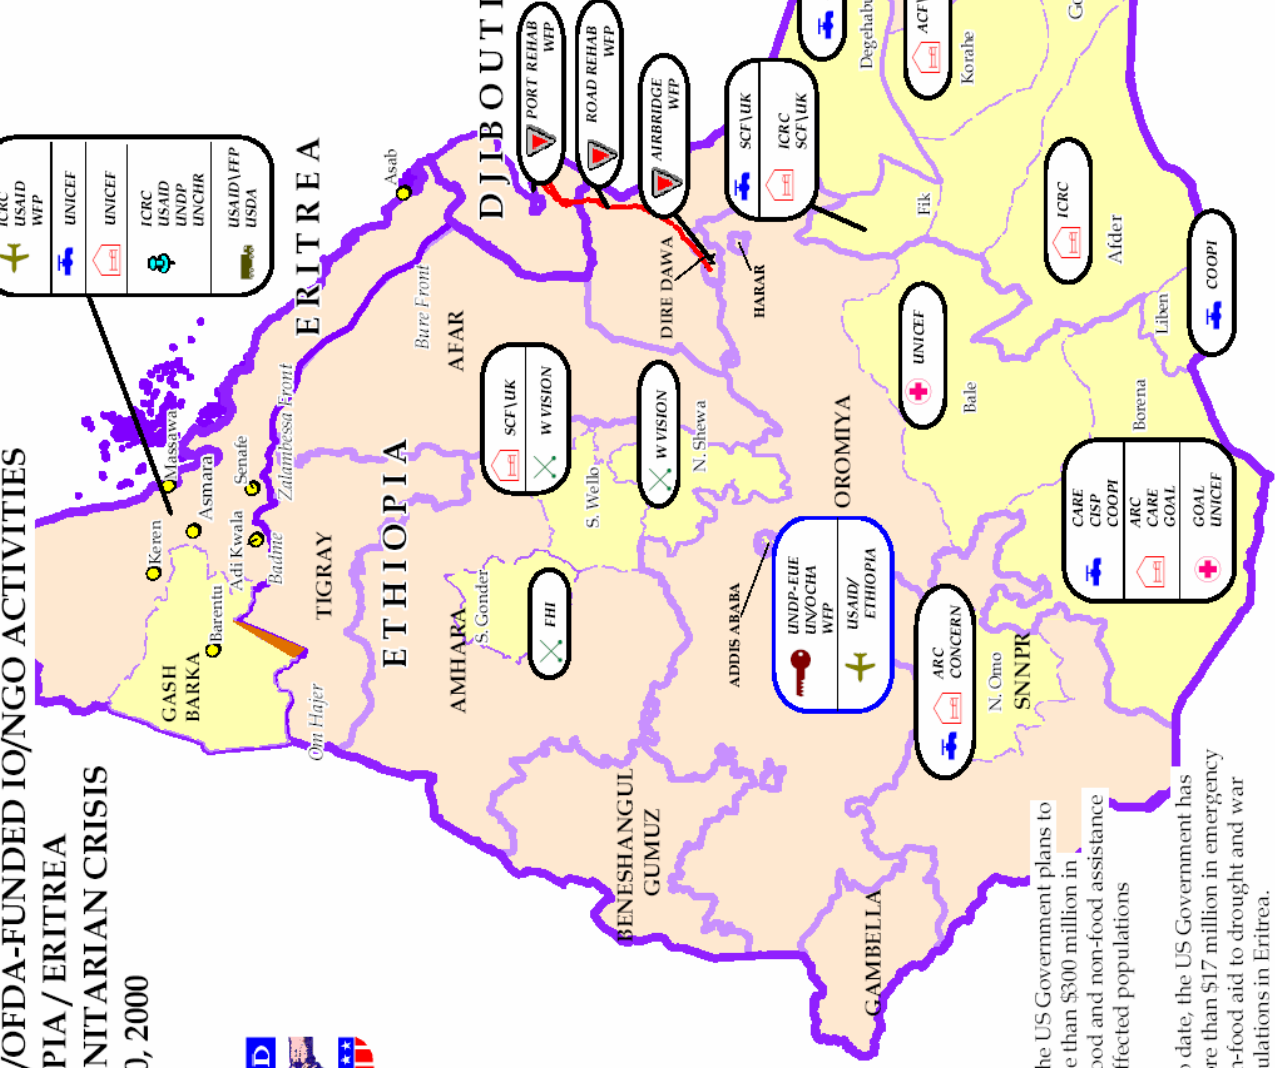 /OFDA-FUNDED IO/NGO ACTIVITIES
PIA / ERITREA
NITARIAN CRISIS
0, 2000
ICRC
USAID
WFP
UNICEF
UNICEF
ICRC
USAID
UNDP
UNCHR
USAID\FFP
USDA
ERITREA
Asab
Massawa
Keren
Asmara
Senafe
Adi Kwala
Barentu
GASH
BARKA
Zalambessa Front
Badme
Bure Front
Om Hajer
TIGRAY
AFAR
ETHIOPIA
AMHARA
S. Gonder
FHI
SCF\UK
W VISION
S. Wello
W VISION
N. Shewa
DJIBOUTI
PORT REHAB
WFP
ROAD REHAB
WFP
AIRBRIDGE
WFP
DIRE DAWA
HARAR
SCF\UK
ICRC
SCF\UK
Degehabu
ACF\
Korahe
Go
Fik
ICRC
Afder
COOPI
Liben
UNICEF
Bale
Borena
OROMIYA
ADDIS ABABA
UNDP-EUE
UN/OCHA
WFP
USAID/
ETHIOPIA
CARE
CISP
COOPI
ARC
CARE
GOAL
GOAL
UNICEF
ARC
CONCERN
N. Omo
SNNPR
BENESHANGUL
GUMUZ
GAMBELLA
D
he US Government plans to
e than $300 million in
ood and non-food assistance
ffected populations
o date, the US Government has
re than $17 million in emergency
n-food aid to drought and war
ulations in Eritrea.